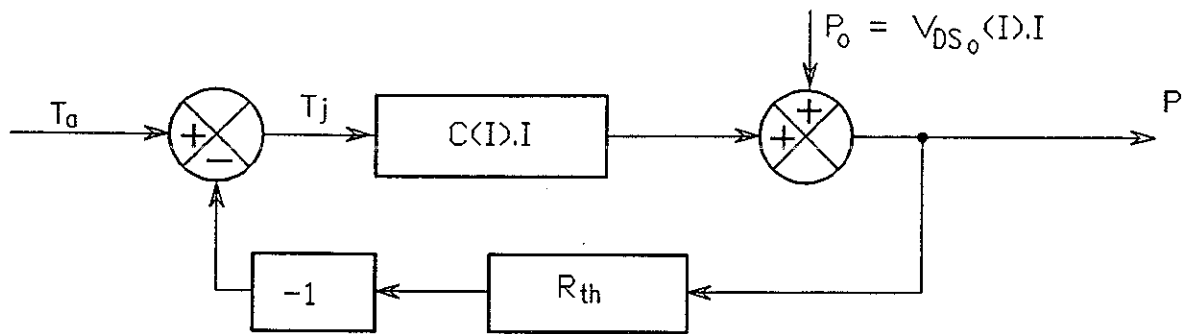 P₀ = V_DS₀(I).I
Tₐ
+
−
Tj
C(I).I
+
+
P
-1
R_th